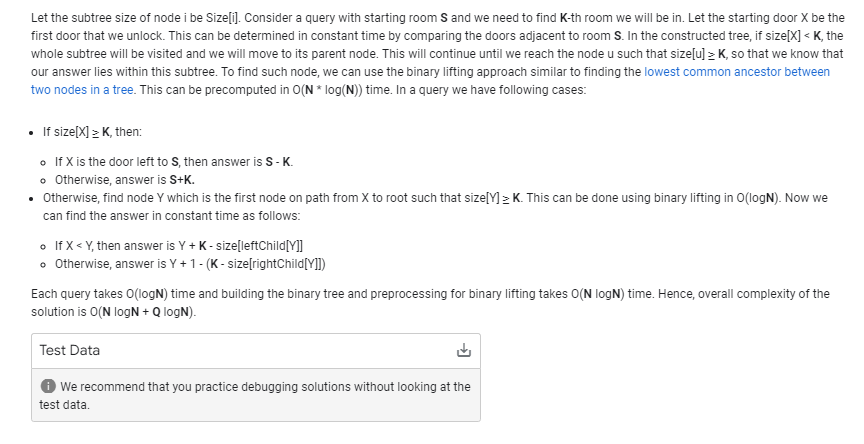 Let the subtree size of node i be Size[i]. Consider a query with starting room S and we need to find K-th room we will be in. Let the starting door X be the
first door that we unlock. This can be determined in constant time by comparing the doors adjacent to room S. In the constructed tree, if size[X] < K, the
whole subtree will be visited and we will move to its parent node. This will continue until we reach the node u such that size[u] ≥ K, so that we know that
our answer lies within this subtree. To find such node, we can use the binary lifting approach similar to finding the lowest common ancestor between
two nodes in a tree. This can be precomputed in O(N * log(N)) time. In a query we have following cases:
• If size[X] ≥ K, then:
o If X is the door left to S, then answer is S - K.
o Otherwise, answer is S+K.
• Otherwise, find node Y which is the first node on path from X to root such that size[Y] ≥ K. This can be done using binary lifting in O(logN). Now we
can find the answer in constant time as follows:
o If X < Y, then answer is Y + K - size[leftChild[Y]]
o Otherwise, answer is Y + 1 - (K - size[rightChild[Y]])
Each query takes O(logN) time and building the binary tree and preprocessing for binary lifting takes O(N logN) time. Hence, overall complexity of the
solution is O(N logN + Q logN).
Test Data
We recommend that you practice debugging solutions without looking at the
test data.